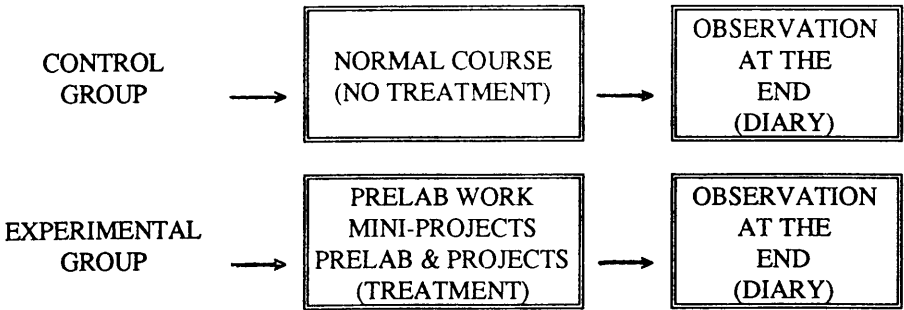 CONTROL
GROUP
NORMAL COURSE
(NO TREATMENT)
OBSERVATION
AT THE
END
(DIARY)
EXPERIMENTAL
GROUP
PRELAB WORK
MINI-PROJECTS
PRELAB & PROJECTS
(TREATMENT)
OBSERVATION
AT THE
END
(DIARY)